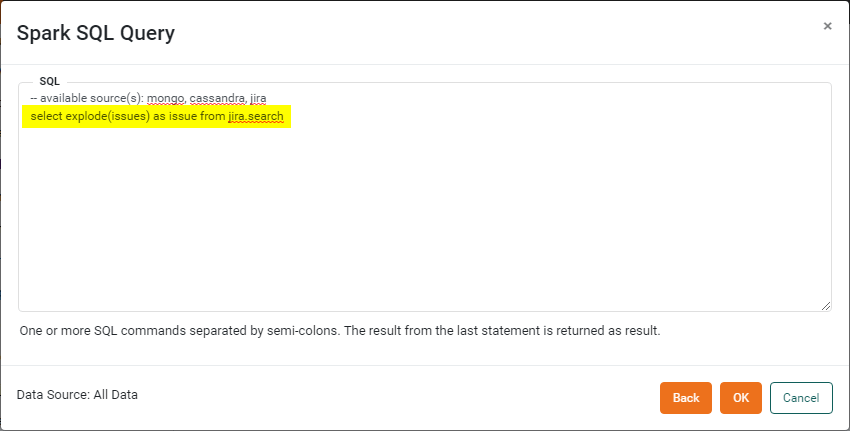 Spark SQL Query
×
SQL
-- available source(s): mongo, cassandra, jira
select explode(issues) as issue from jira.search
One or more SQL commands separated by semi-colons. The result from the last statement is returned as result.
Data Source: All Data
Back
OK
Cancel